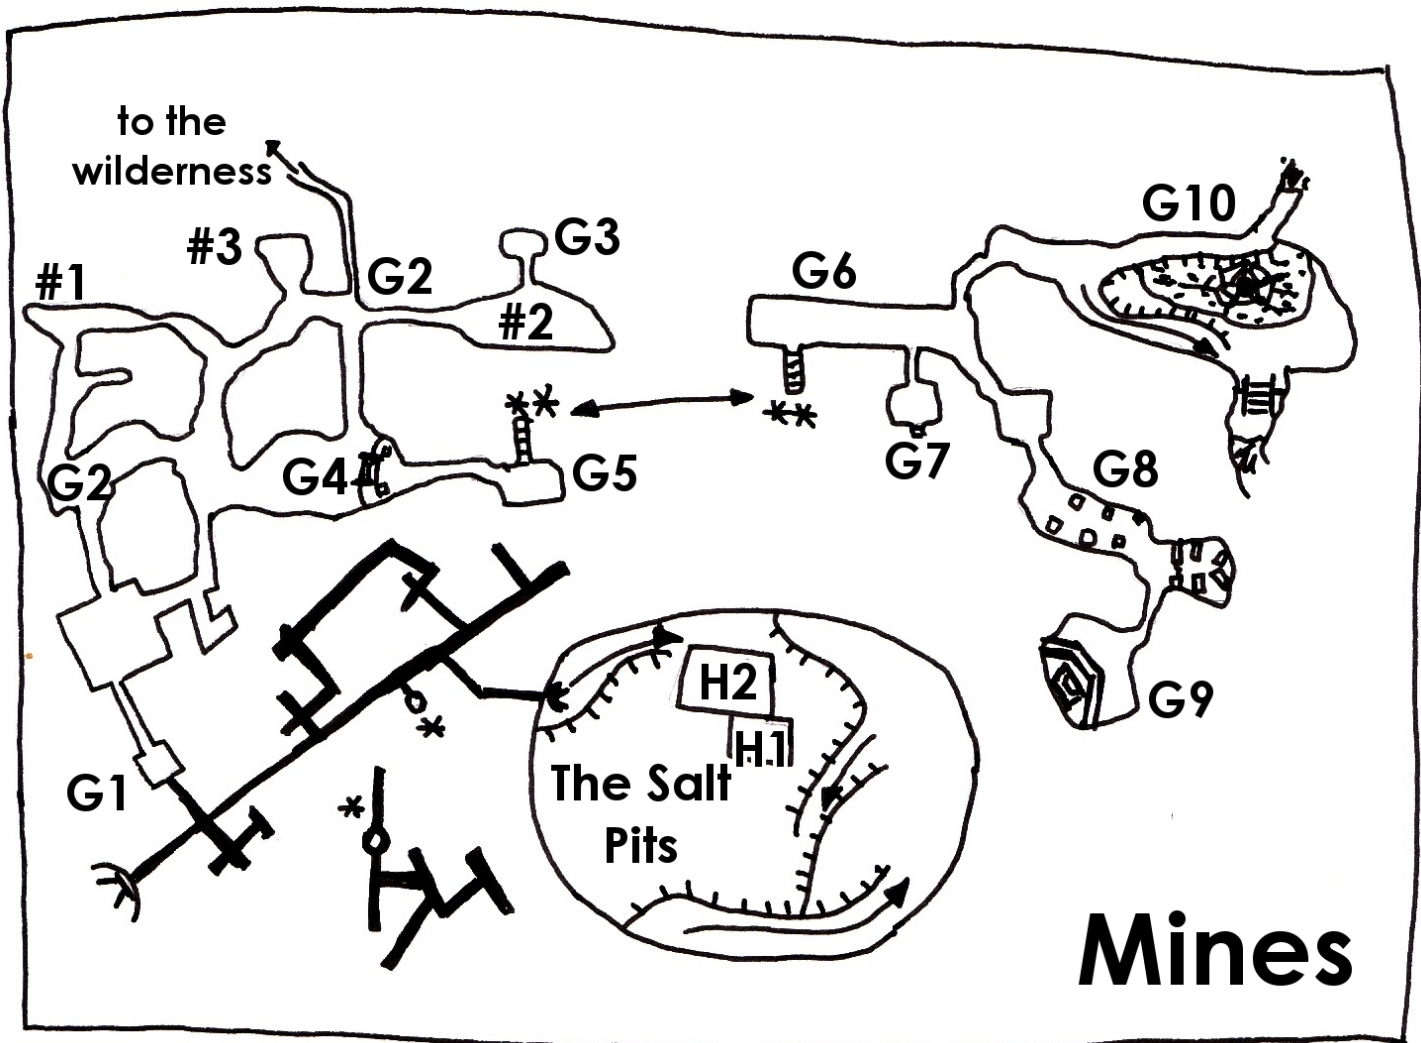 to the
wilderness
#3
#1
G2
G3
#2
G2
G4
G5
**
G6
**
G7
G10
G8
G9
G1
*
*
H2
H1
The Salt
Pits
Mines